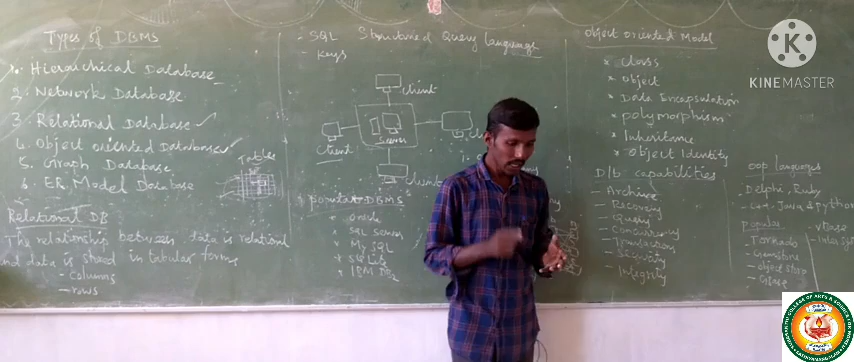 Types of DBMS
1. Hierarchical Database
2. Network Database
3. Relational Database
4. Object oriented Database
5. Graph Database
6. ER Model Database
Tables
Relational DB
The relationship between data is relational
and data is stored in tabular forms
- Columns
- rows
- SQL Structured Query language
- Keys
client
server
client
popular DBMS
* Oracle
* SQL Server
* My SQL
* SQLite
* IBM DB2
Object oriented Model
* class
* object
* Data Encapsulation
* polymorphism
* Inheritance
* Object Identity
D/b capabilities
- Archive
- Recovery
- Query
- Concurrency
- Transactions
- Security
- Integrity
OOP languages
Delphi, Ruby
Java & python
Popular
- Tornado
- Gemstone
- object store
- vBase
KINEMASTER